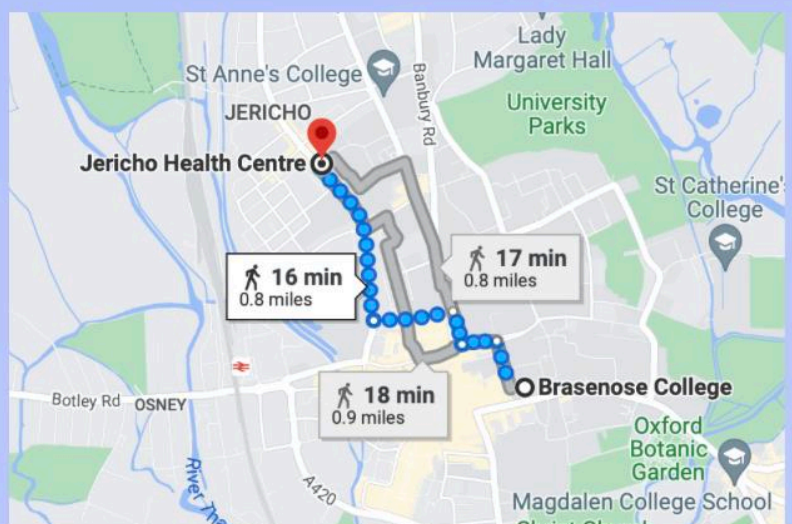 Lady
Margaret Hall
St Anne's College
Banbury Rd
University
Parks
JERICHO
Jericho Health Centre
St Catherine's
College
17 min
0.8 miles
16 min
0.8 miles
18 min
0.9 miles
Brasenose College
Botley Rd
OSNEY
Oxford
Botanic
Garden
A420
River
Magdalen College School